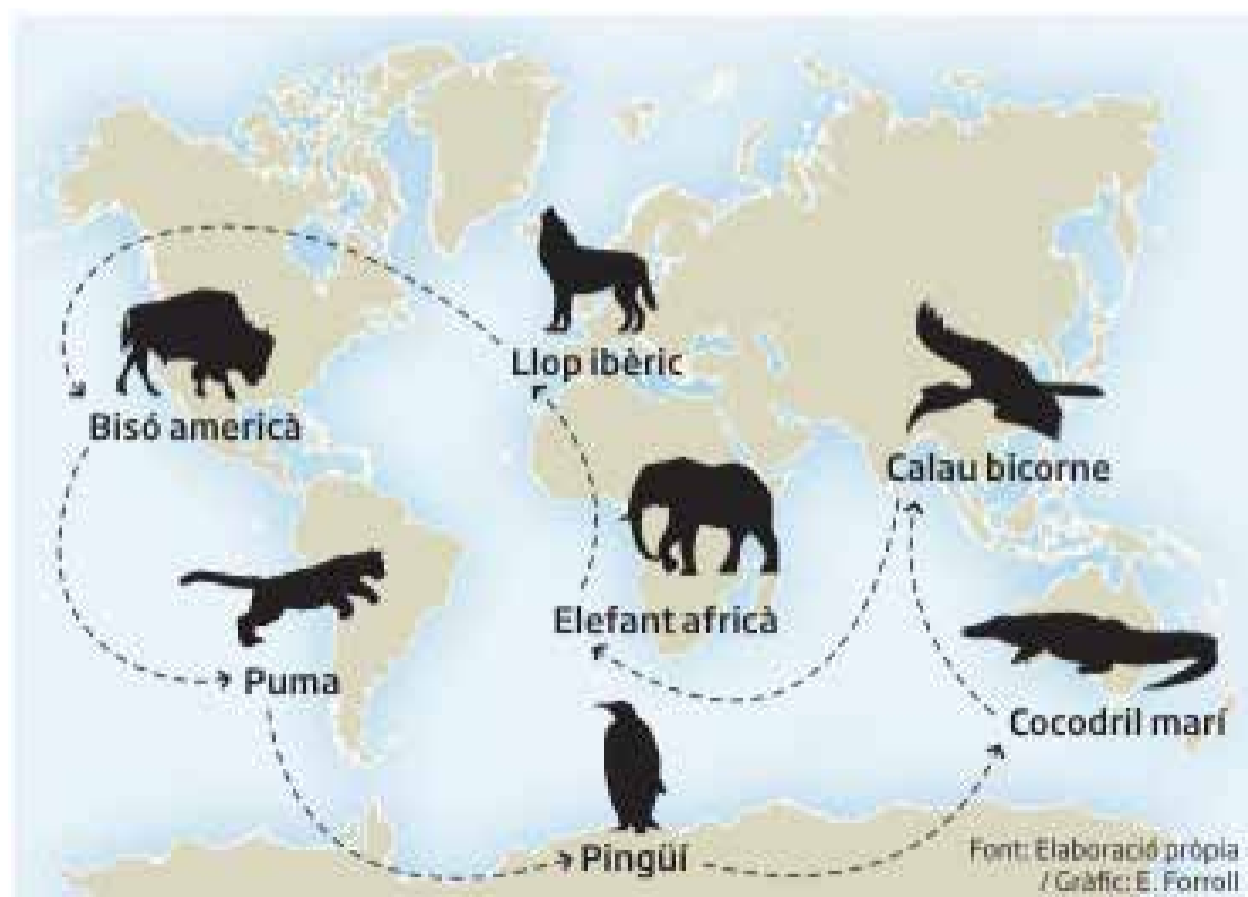 Llop ibèric
Bisó americà
Calau bicorne
Elefant africà
Puma
Cocodril marí
Pingüí
Font: Elaboració pròpia
/ Gràfic: E. Forroll